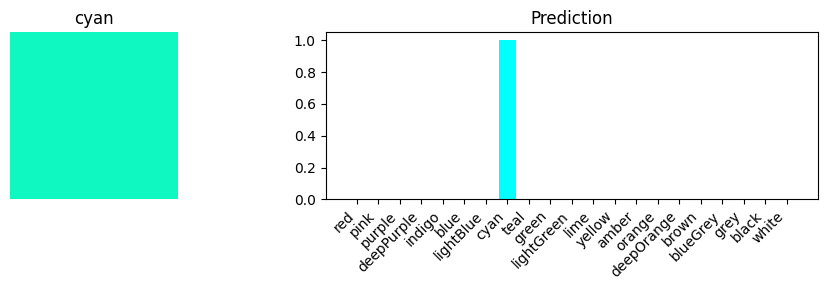 cyan
Prediction
1.0
0.8
0.6
0.4
0.2
0.0
red
pink
purple
deepPurple
indigo
blue
lightBlue
cyan
teal
green
lightGreen
lime
yellow
amber
orange
deepOrange
brown
blueGrey
grey
black
white